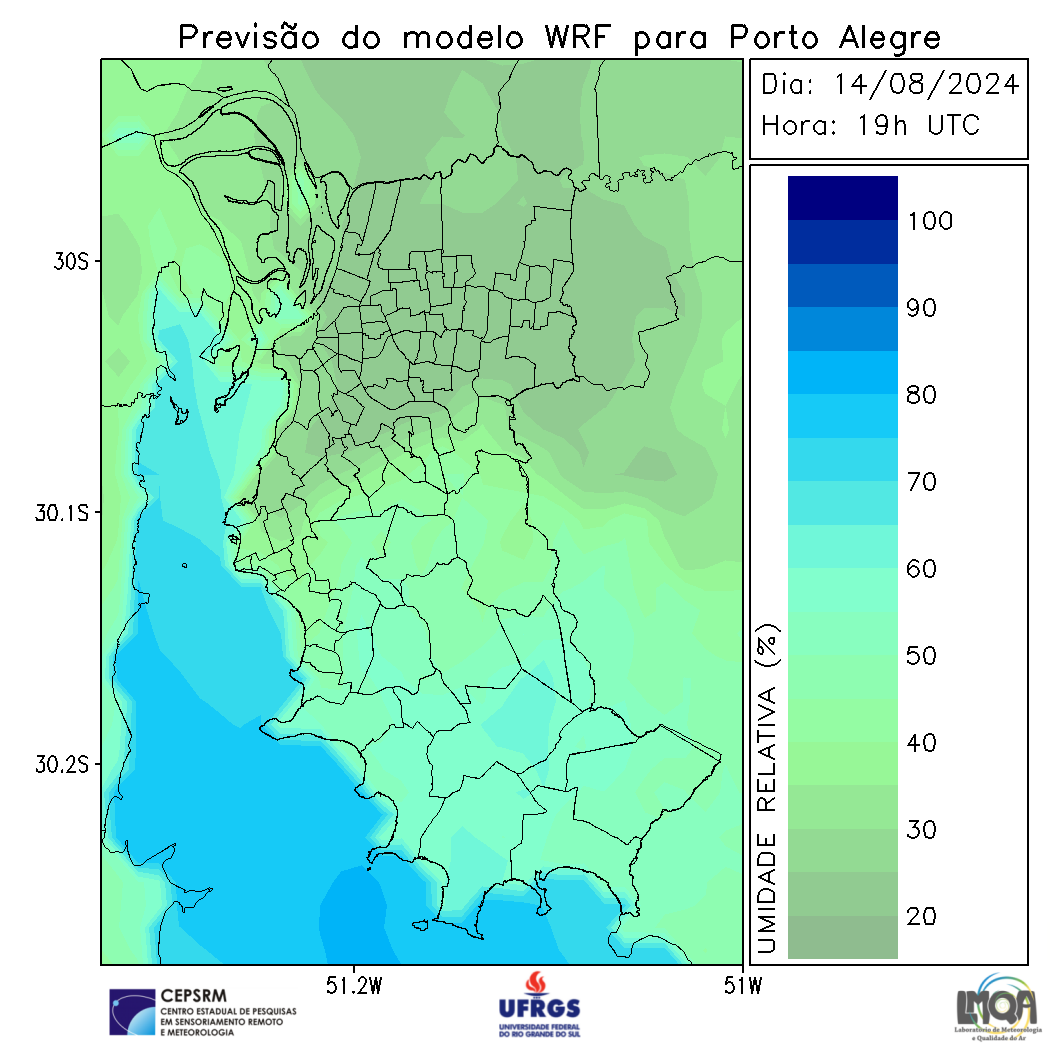 Previsão do modelo WRF para Porto Alegre
Dia: 14/08/2024
Hora: 19h UTC
30S
30.1S
30.2S
51.2W
51W
100
90
80
70
60
50
40
30
20
UMIDADE RELATIVA (%)
CEPSRM
CENTRO ESTADUAL DE PESQUISAS
EM SENSORIAMENTO REMOTO
E METEOROLOGIA
UFRGS
UNIVERSIDADE FEDERAL
DO RIO GRANDE DO SUL
LMQA
Laboratório de Meteorologia
e Qualidade do Ar